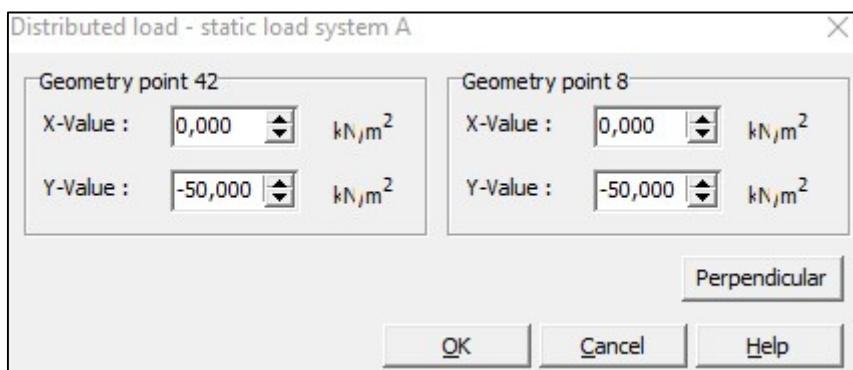 Distributed load - static load system A
Geometry point 42
X-Value : 0,000 kN/m²
Y-Value : -50,000 kN/m²
Geometry point 8
X-Value : 0,000 kN/m²
Y-Value : -50,000 kN/m²
Perpendicular
OK Cancel Help